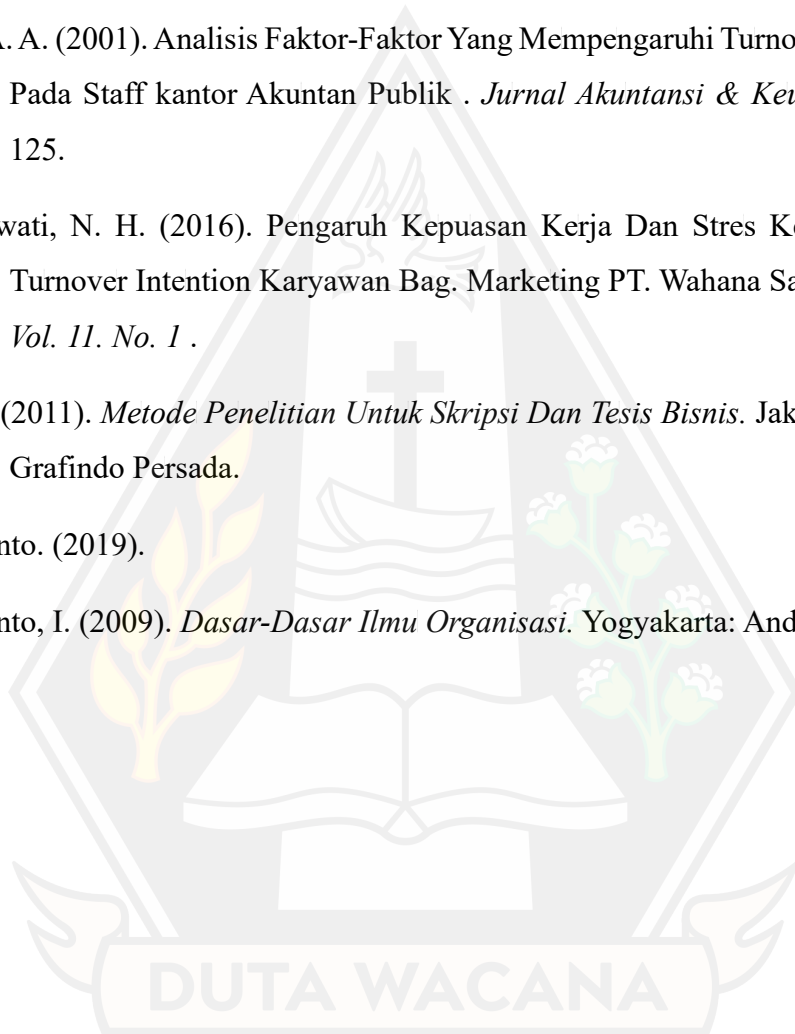 A. A. (2001). Analisis Faktor-Faktor Yang Mempengaruhi Turno
Pada Staff kantor Akuntan Publik . Jurnal Akuntansi & Keu
125.
wati, N. H. (2016). Pengaruh Kepuasan Kerja Dan Stres Ke
Turnover Intention Karyawan Bag. Marketing PT. Wahana Sa
Vol. 11. No. 1 .
(2011). Metode Penelitian Untuk Skripsi Dan Tesis Bisnis. Jak
Grafindo Persada.
nto. (2019).
nto, I. (2009). Dasar-Dasar Ilmu Organisasi. Yogyakarta: And
DUTA WACANA